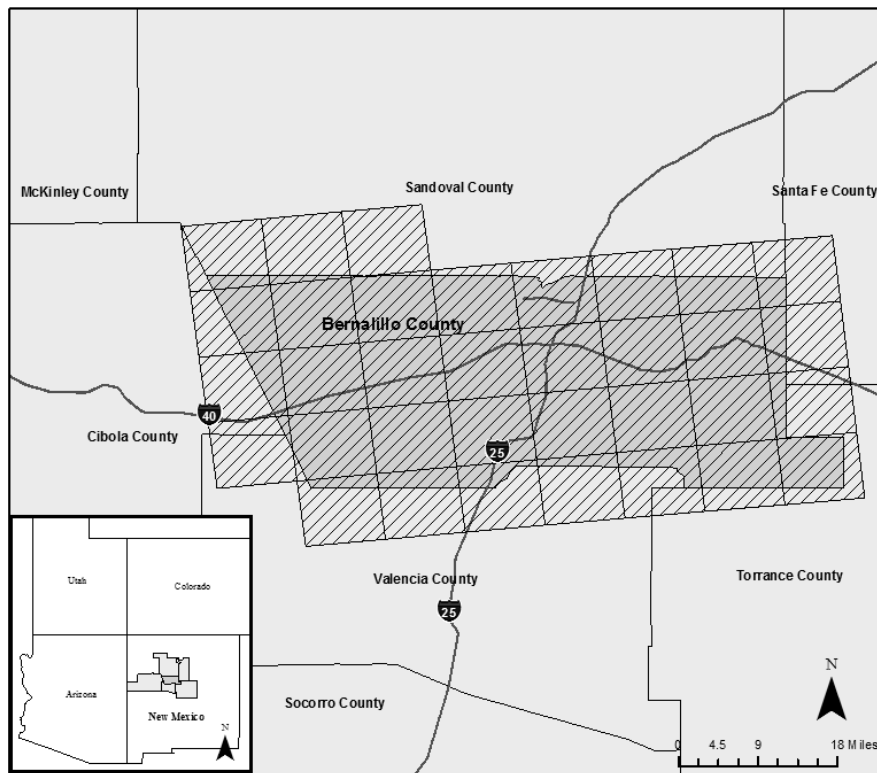 McKinley County
Sandoval County
Santa Fe County
Bernalillo County
40
Cibola County
25
Valencia County
Torrance County
25
Utah
Colorado
Arizona
New Mexico
N
Socorro County
N
0 4.5 9 18 Miles